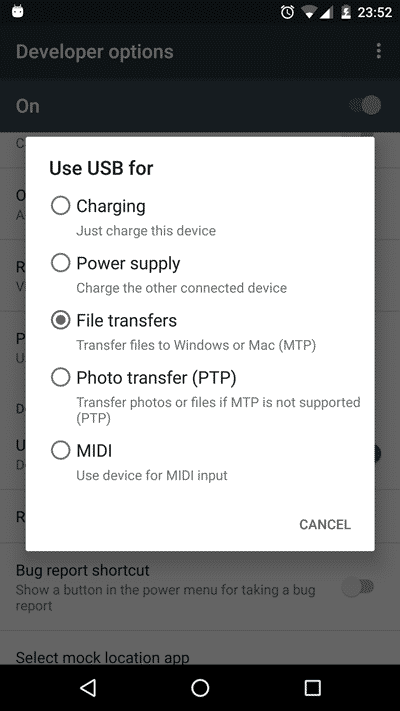 23:52
Developer options
On
Use USB for
Charging
Just charge this device
Power supply
Charge the other connected device
File transfers
Transfer files to Windows or Mac (MTP)
Photo transfer (PTP)
Transfer photos or files if MTP is not supported
(PTP)
MIDI
Use device for MIDI input
CANCEL
Bug report shortcut
Show a button in the power menu for taking a bug
report
Select mock location app